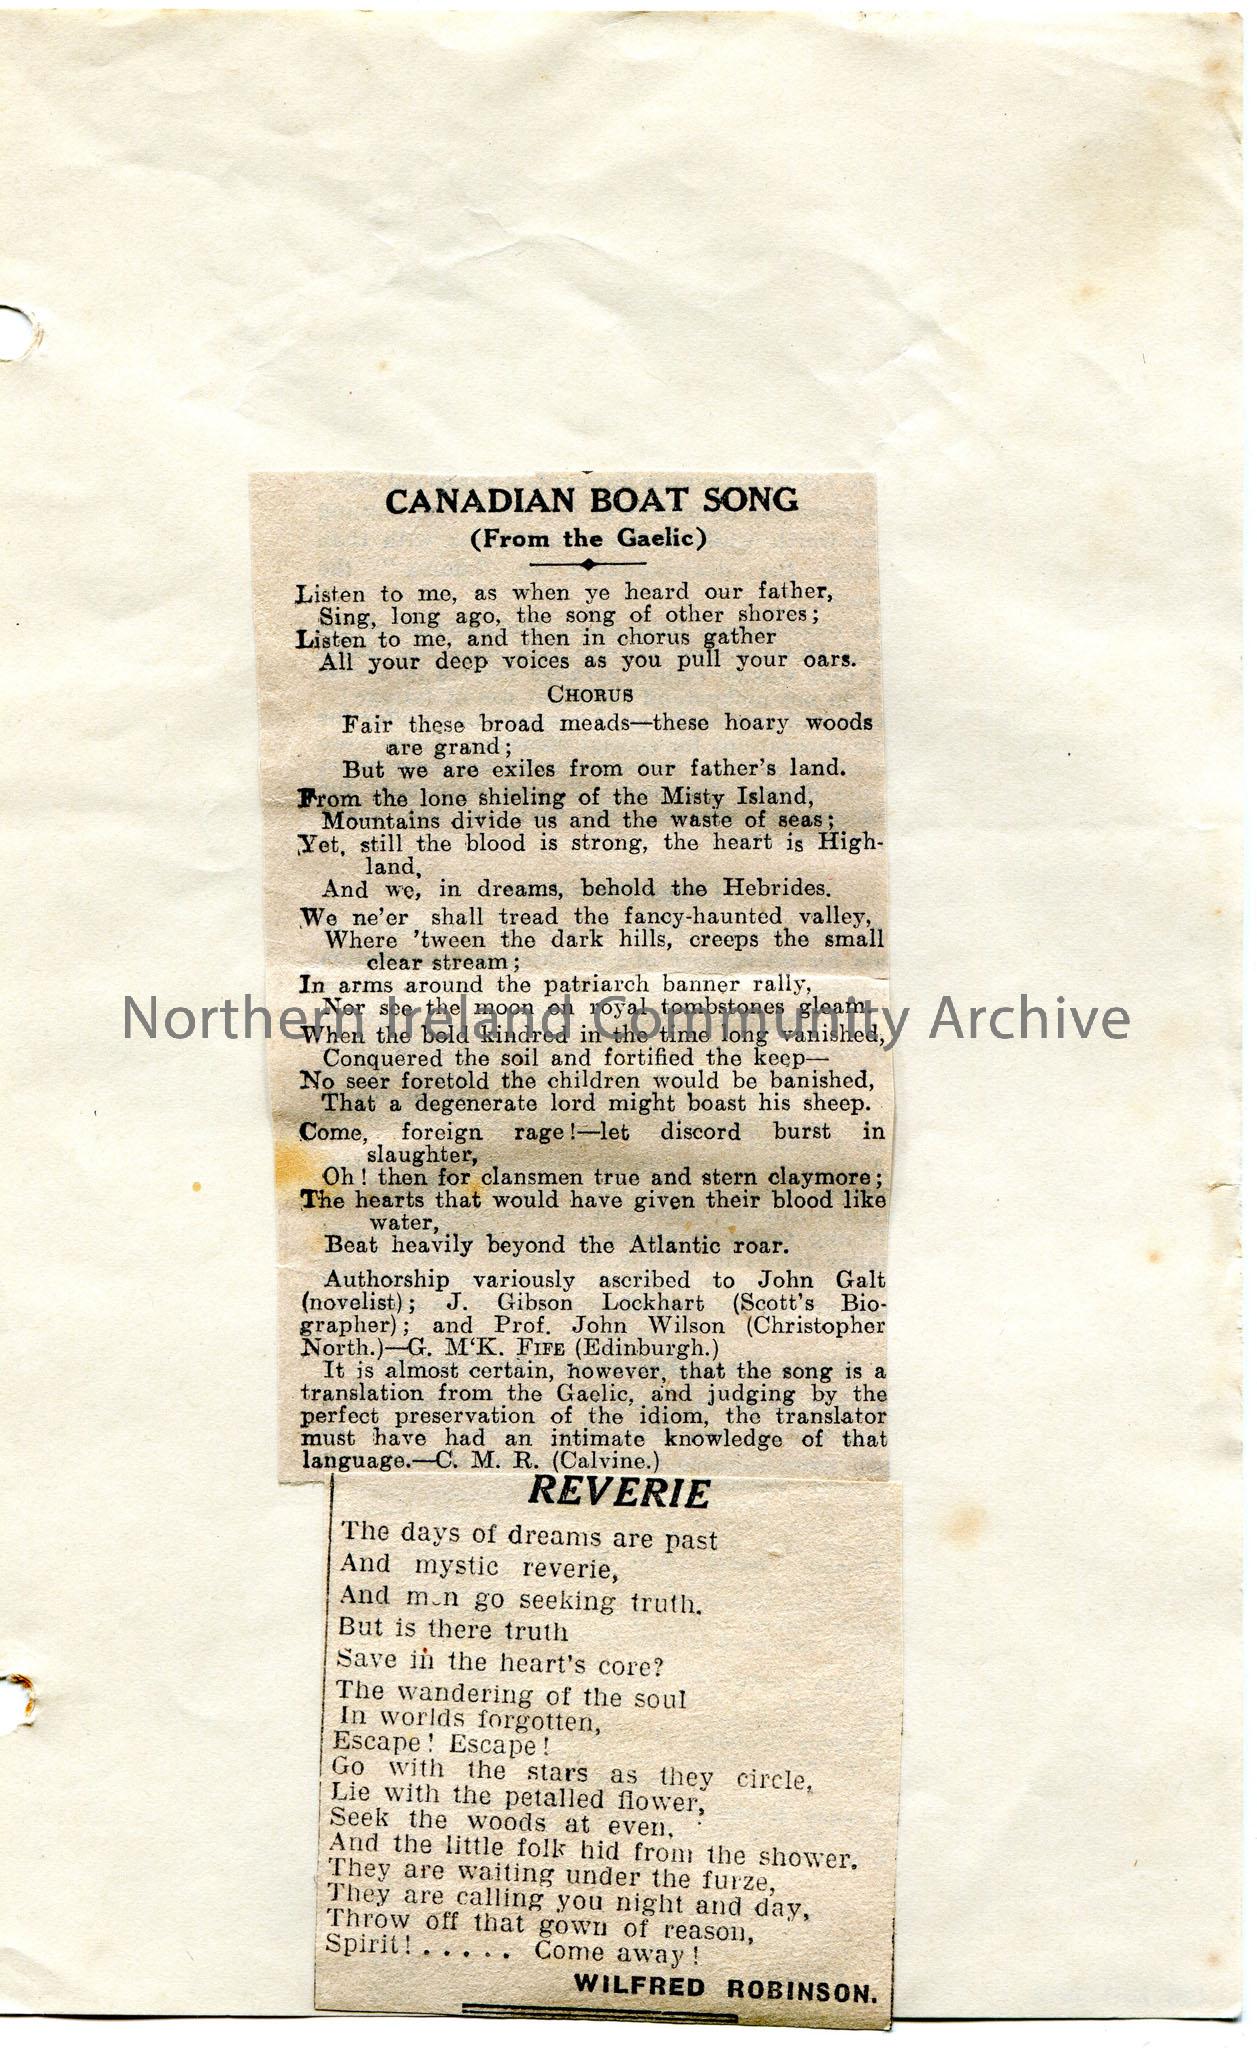 CANADIAN BOAT SONG
(From the Gaelic)
Listen to me, as when ye heard our father,
Sing, long ago, the song of other shores;
Listen to me, and then in chorus gather
All your deep voices as you pull your oars.
CHORUS
Fair these broad meads—these hoary woods
are grand;
But we are exiles from our father's land.
From the lone shieling of the Misty Island,
Mountains divide us and the waste of seas;
Yet, still the blood is strong, the heart is High-
land,
And we, in dreams, behold the Hebrides.
We ne'er shall tread the fancy-haunted valley,
Where 'tween the dark hills, creeps the small
clear stream;
In arms around the patriarch banner rally,
Nor see the moon on royal tombstones gleam.
Northern Ireland Community Archive
When the bold kindred in the time long vanished,
Conquered the soil and fortified the keep—
No seer foretold the children would be banished,
That a degenerate lord might boast his sheep.
Come, foreign rage!—let discord burst in
slaughter,
Oh! then for clansmen true and stern claymore;
The hearts that would have given their blood like
water,
Beat heavily beyond the Atlantic roar.
Authorship variously ascribed to John Galt
(novelist); J. Gibson Lockhart (Scott's Bio-
grapher); and Prof. John Wilson (Christopher
North.)—G. M'K. FIFE (Edinburgh.)
It is almost certain, however, that the song is a
translation from the Gaelic, and judging by the
perfect preservation of the idiom, the translator
must have had an intimate knowledge of that
language.—C. M. R. (Calvine.)
REVERIE
The days of dreams are past
And mystic reverie,
And men go seeking truth.
But is there truth
Save in the heart's core?
The wandering of the soul
In worlds forgotten,
Escape! Escape!
Go with the stars as they circle,
Lie with the petalled flower,
Seek the woods at even,
And the little folk hid from the shower.
They are waiting under the furze,
They are calling you night and day,
Throw off that gown of reason,
Spirit! . . . . . Come away!
WILFRED ROBINSON.